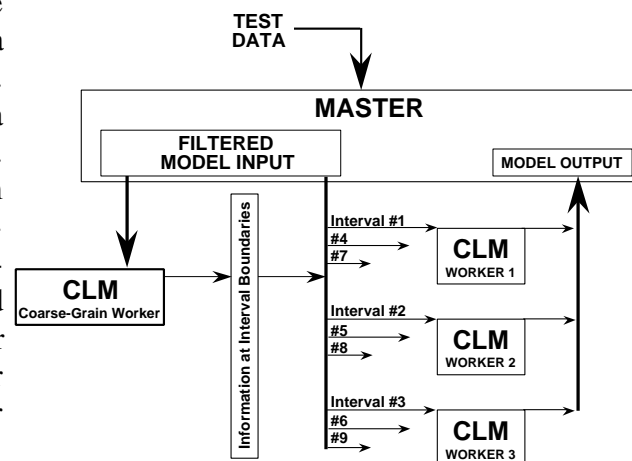 TEST
DATA
MASTER
FILTERED
MODEL INPUT
MODEL OUTPUT
Information at Interval Boundaries
CLM
Coarse-Grain Worker
Interval #1
#4
#7
CLM
WORKER 1
Interval #2
#5
#8
CLM
WORKER 2
Interval #3
#6
#9
CLM
WORKER 3